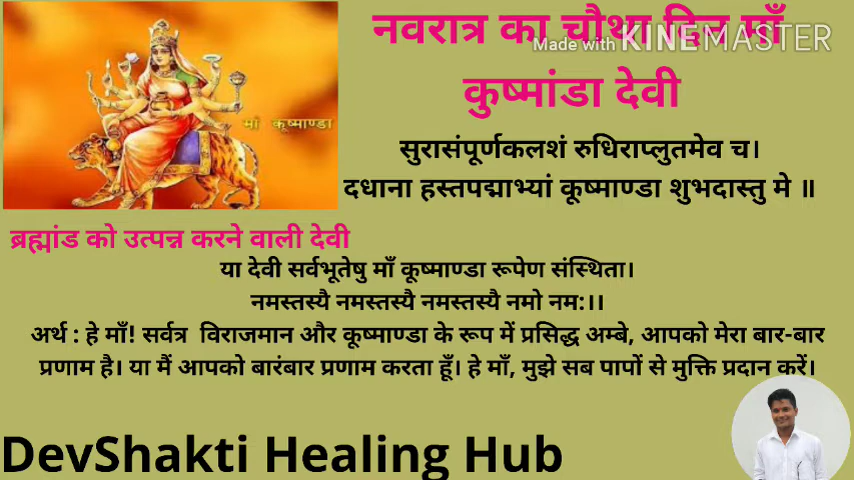 नवरात्र का चौथा दिन माँ
Made with KINEMASTER
कुष्मांडा देवी
मां कूष्माण्डा
सुरासंपूर्णकलशं रुधिराप्लुतमेव च।
दधाना हस्तपद्माभ्यां कूष्माण्डा शुभदास्तु मे ॥
ब्रह्मांड को उत्पन्न करने वाली देवी
या देवी सर्वभूतेषु माँ कूष्माण्डा रूपेण संस्थिता।
नमस्तस्यै नमस्तस्यै नमस्तस्यै नमो नम:।।
अर्थ : हे माँ! सर्वत्र विराजमान और कूष्माण्डा के रूप में प्रसिद्ध अम्बे, आपको मेरा बार-बार
प्रणाम है। या मैं आपको बारंबार प्रणाम करता हूँ। हे माँ, मुझे सब पापों से मुक्ति प्रदान करें।
DevShakti Healing Hub